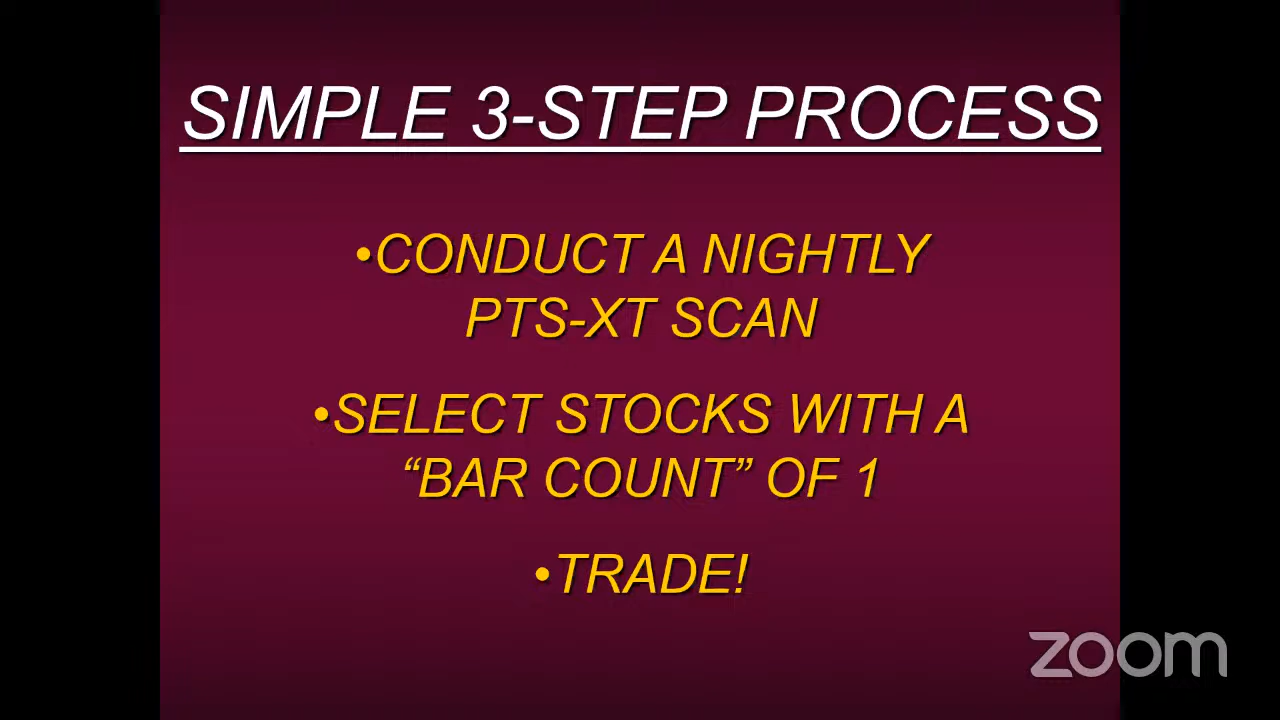 SIMPLE 3-STEP PROCESS
•CONDUCT A NIGHTLY
PTS-XT SCAN
•SELECT STOCKS WITH A
“BAR COUNT” OF 1
•TRADE!
zoom